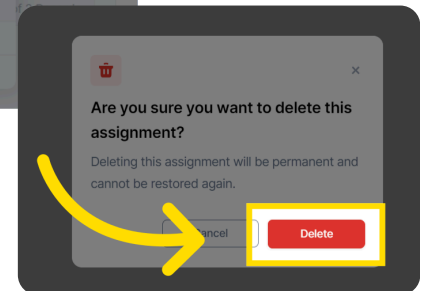 Are you sure you want to delete this
assignment?
Deleting this assignment will be permanent and
cannot be restored again.
Delete